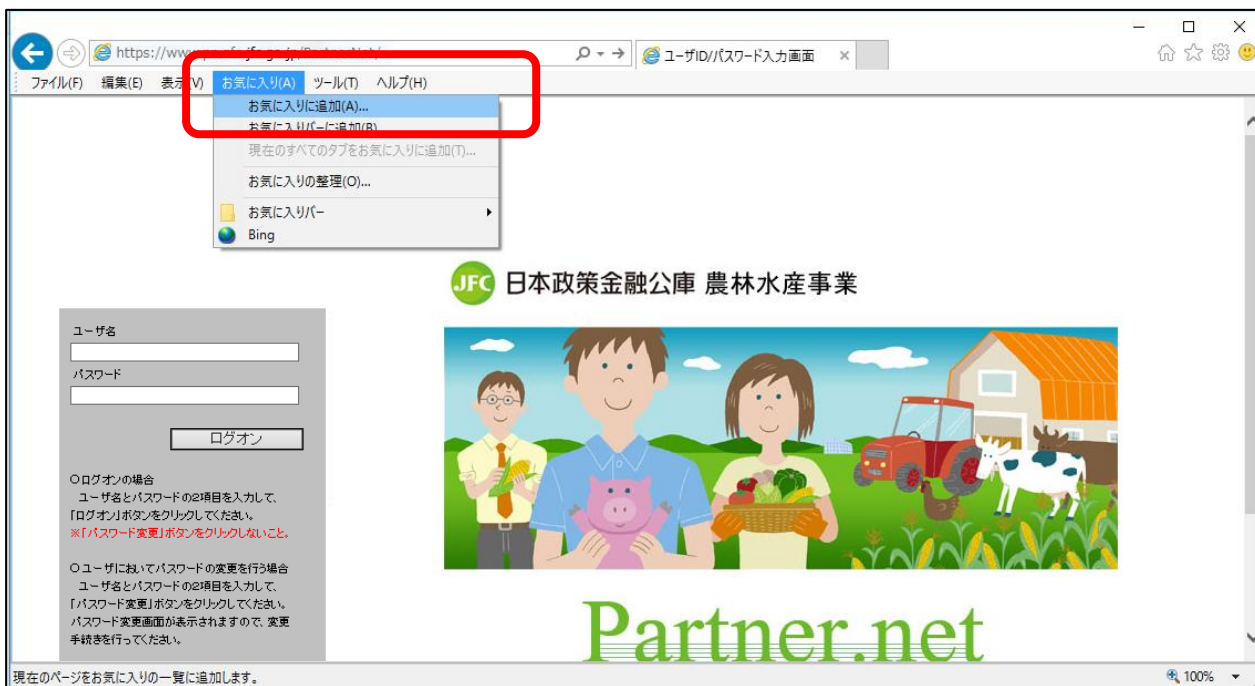 ユーザID/パスワード入力画面
ファイル(F) 編集(E) 表示(V) お気に入り(A) ツール(T) ヘルプ(H)
お気に入りに追加(A)...
お気に入りバーに追加(B)
現在のすべてのタブをお気に入りに追加(T)...
お気に入りの整理(O)...
お気に入りバー
Bing
JFC 日本政策金融公庫 農林水産事業
ユーザ名
パスワード
ログオン
○ログオンの場合
ユーザ名とパスワードの2項目を入力して、
「ログオン」ボタンをクリックしてください。
※「パスワード変更」ボタンをクリックしないこと。
○ユーザにおいてパスワードの変更を行う場合
ユーザ名とパスワードの2項目を入力して、
「パスワード変更」ボタンをクリックしてください。
パスワード変更画面が表示されますので、変更
手続きを行ってください。
Partner.net
現在のページをお気に入りの一覧に追加します。
100%